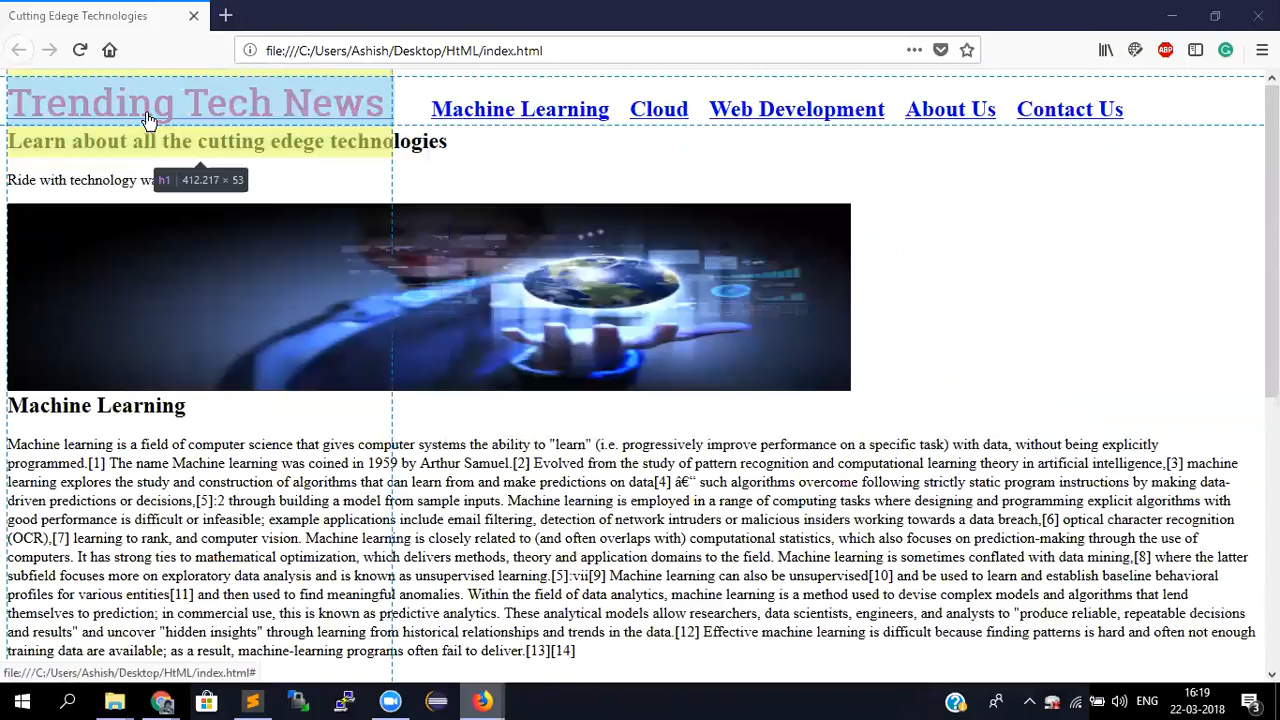 Cutting Edege Technologies
file:///C:/Users/Ashish/Desktop/HtML/index.html
ABP
Trending Tech News
Machine Learning Cloud Web Development About Us Contact Us
Learn about all the cutting edege technologies
Ride with technology wa
h1 | 412.217 × 53
Machine Learning
Machine learning is a field of computer science that gives computer systems the ability to "learn" (i.e. progressively improve performance on a specific task) with data, without being explicitly
programmed.[1] The name Machine learning was coined in 1959 by Arthur Samuel.[2] Evolved from the study of pattern recognition and computational learning theory in artificial intelligence,[3] machine
learning explores the study and construction of algorithms that can learn from and make predictions on data[4] â€“ such algorithms overcome following strictly static program instructions by making data-
driven predictions or decisions,[5]:2 through building a model from sample inputs. Machine learning is employed in a range of computing tasks where designing and programming explicit algorithms with
good performance is difficult or infeasible; example applications include email filtering, detection of network intruders or malicious insiders working towards a data breach,[6] optical character recognition
(OCR),[7] learning to rank, and computer vision. Machine learning is closely related to (and often overlaps with) computational statistics, which also focuses on prediction-making through the use of
computers. It has strong ties to mathematical optimization, which delivers methods, theory and application domains to the field. Machine learning is sometimes conflated with data mining,[8] where the latter
subfield focuses more on exploratory data analysis and is known as unsupervised learning.[5]:vii[9] Machine learning can also be unsupervised[10] and be used to learn and establish baseline behavioral
profiles for various entities[11] and then used to find meaningful anomalies. Within the field of data analytics, machine learning is a method used to devise complex models and algorithms that lend
themselves to prediction; in commercial use, this is known as predictive analytics. These analytical models allow researchers, data scientists, engineers, and analysts to "produce reliable, repeatable decisions
and results" and uncover "hidden insights" through learning from historical relationships and trends in the data.[12] Effective machine learning is difficult because finding patterns is hard and often not enough
training data are available; as a result, machine-learning programs often fail to deliver.[13][14]
file:///C:/Users/Ashish/Desktop/HtML/index.html#
ENG
16:19
22-03-2018
3